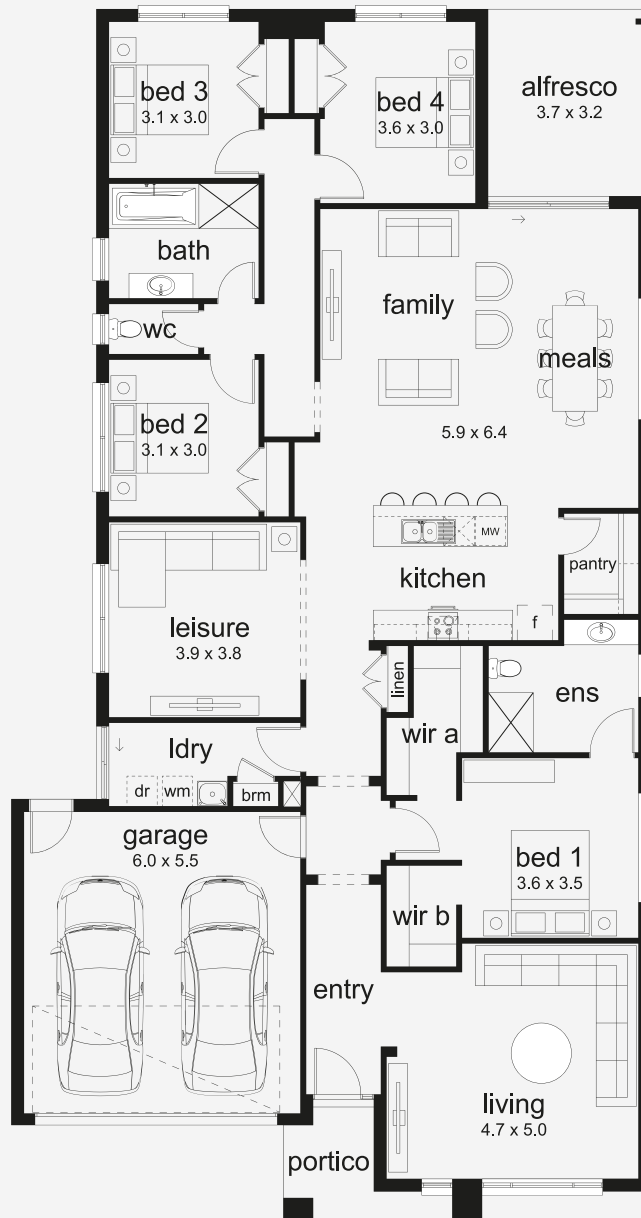 bed 3
3.1 x 3.0
bed 4
3.6 x 3.0
alfresco
3.7 x 3.2
bath
family
wc
meals
bed 2
3.1 x 3.0
5.9 x 6.4
MW
pantry
kitchen
f
leisure
3.9 x 3.8
linen
ens
wir a
ldry
dr
wm
brm
garage
6.0 x 5.5
bed 1
3.6 x 3.5
wir b
entry
living
4.7 x 5.0
portico